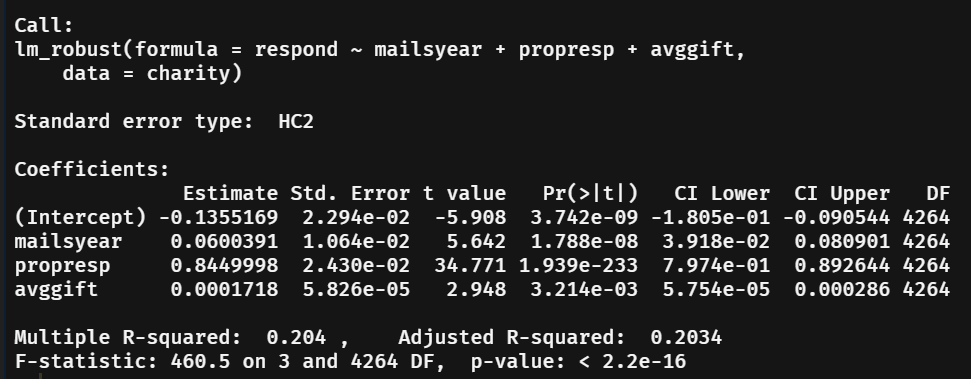 Call:
lm_robust(formula = respond ~ mailsyear + propresp + avggift,
    data = charity)

Standard error type:  HC2

Coefficients:
              Estimate Std. Error t value   Pr(>|t|)   CI Lower  CI Upper   DF
(Intercept) -0.1355169  2.294e-02  -5.908  3.742e-09 -1.805e-01 -0.090544 4264
mailsyear    0.0600391  1.064e-02   5.642  1.788e-08  3.918e-02  0.080901 4264
propresp     0.8449998  2.430e-02  34.771 1.939e-233  7.974e-01  0.892644 4264
avggift      0.0001718  5.826e-05   2.948  3.214e-03  5.754e-05  0.000286 4264

Multiple R-squared:  0.204 ,    Adjusted R-squared:  0.2034
F-statistic: 460.5 on 3 and 4264 DF,  p-value: < 2.2e-16